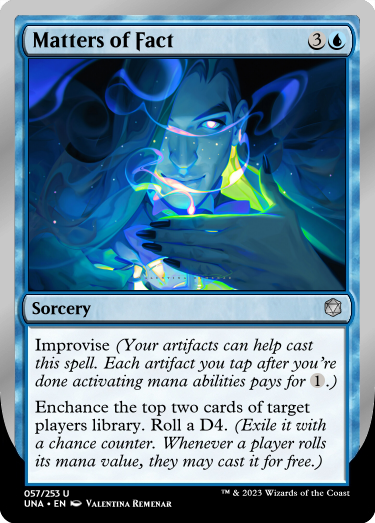 Matters of Fact 3
Sorcery
Improvise (Your artifacts can help cast
this spell. Each artifact you tap after you're
done activating mana abilities pays for 1.)
Enchance the top two cards of target
players library. Roll a D4. (Exile it with
a chance counter. Whenever a player rolls
its mana value, they may cast it for free.)
057/253 U
UNA • EN VALENTINA REMENAR
™ & 2023 Wizards of the Coast